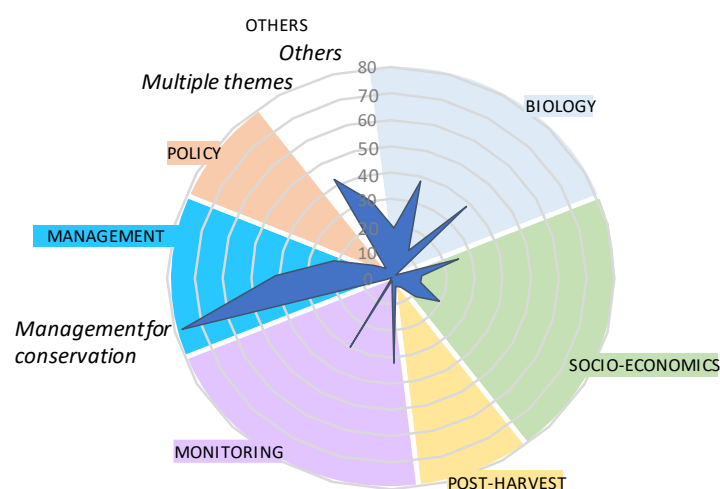 OTHERS
Others
Multiple themes
80
70
60
50
40
30
20
10
0
BIOLOGY
POLICY
MANAGEMENT
Management for
conservation
SOCIO-ECONOMICS
MONITORING
POST-HARVEST